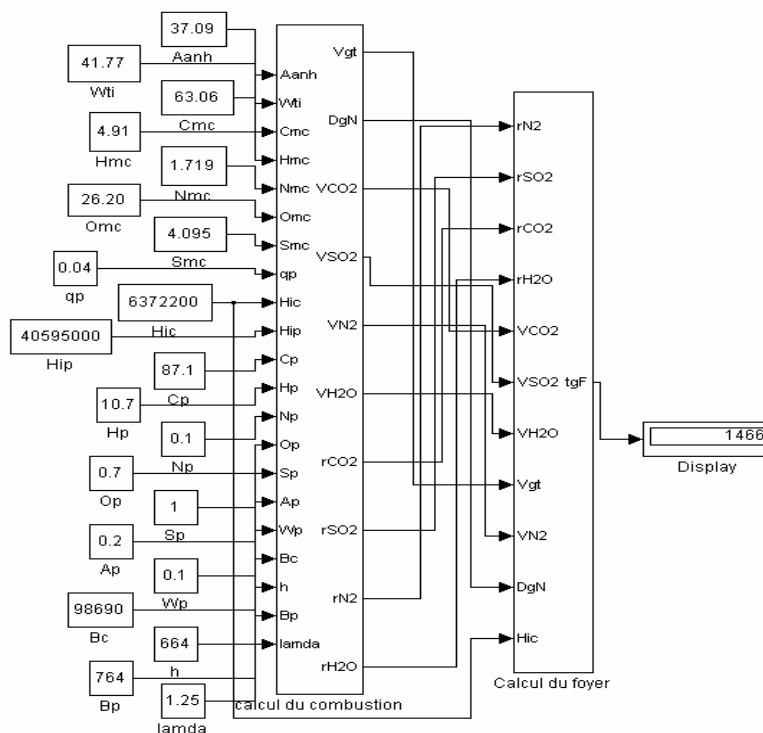 37.09
Aanh
41.77
Wti
63.06
Cmc
4.91
Hmc
1.719
Nmc
26.20
Omc
4.095
Smc
0.04
qp
6372200
Hic
40595000
Hip
87.1
Cp
10.7
Hp
0.1
Np
0.7
Op
1
Sp
0.2
Ap
0.1
Wp
98690
Bc
664
h
764
Bp
1.25
lamda
Aanh
Wti
Cmc
Hmc
Nmc
Omc
Smc
qp
Hic
Hip
Cp
Hp
Np
Op
Sp
Ap
Wp
Bc
h
Bp
lamda
Vgt
DgN
VCO2
VSO2
VN2
VH2O
rCO2
rSO2
rN2
rH2O
calcul du combustion
rN2
rSO2
rCO2
rH2O
VCO2
VSO2 tgF
VH2O
Vgt
VN2
DgN
Hic
Calcul du foyer
1466
Display